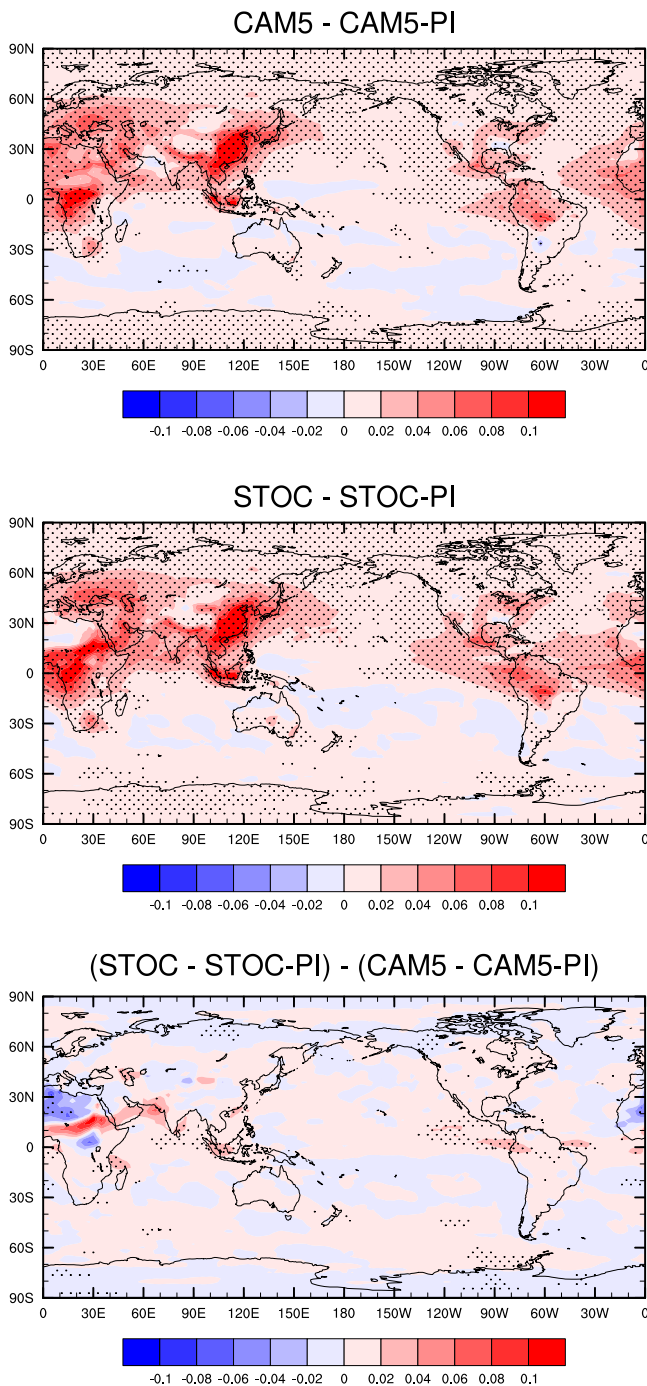 CAM5 - CAM5-PI
90N
60N
30N
0
30S
60S
90S
0 30E 60E 90E 120E 150E 180 150W 120W 90W 60W 30W 0
-0.1 -0.08 -0.06 -0.04 -0.02 0 0.02 0.04 0.06 0.08 0.1
STOC - STOC-PI
90N
60N
30N
0
30S
60S
90S
0 30E 60E 90E 120E 150E 180 150W 120W 90W 60W 30W 0
-0.1 -0.08 -0.06 -0.04 -0.02 0 0.02 0.04 0.06 0.08 0.1
(STOC - STOC-PI) - (CAM5 - CAM5-PI)
90N
60N
30N
0
30S
60S
90S
0 30E 60E 90E 120E 150E 180 150W 120W 90W 60W 30W 0
-0.1 -0.08 -0.06 -0.04 -0.02 0 0.02 0.04 0.06 0.08 0.1